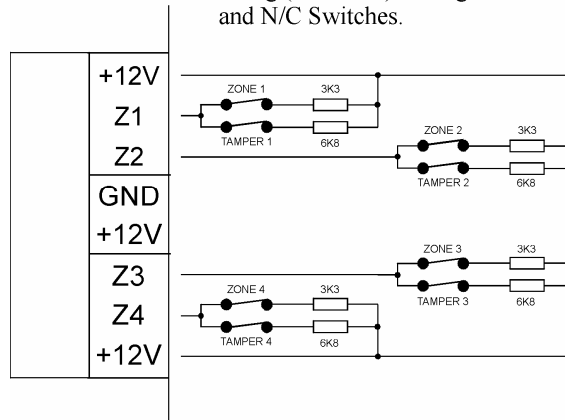 and N/C Switches.
+12V
Z1
Z2
GND
+12V
Z3
Z4
+12V
ZONE 1 3K3
TAMPER 1 6K8
ZONE 2 3K3
TAMPER 2 6K8
ZONE 3 3K3
TAMPER 3 6K8
ZONE 4 3K3
TAMPER 4 6K8